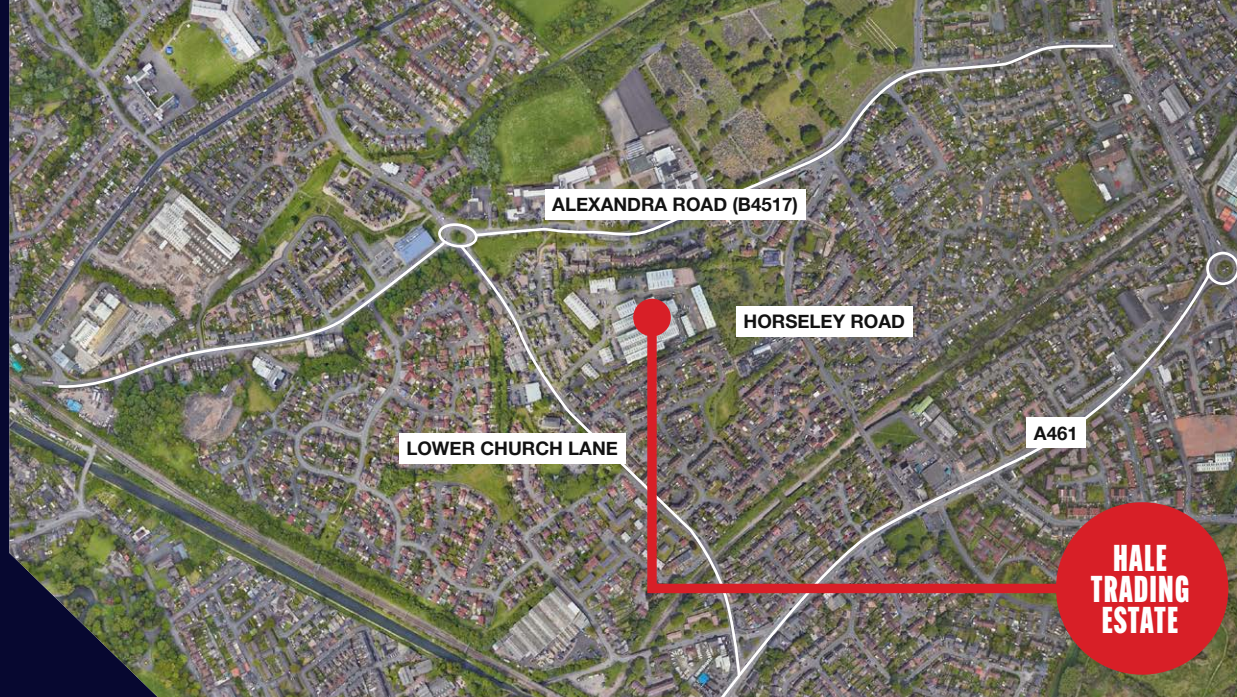 ALEXANDRA ROAD (B4517)
HORSELEY ROAD
A461
LOWER CHURCH LANE
HALE
TRADING
ESTATE